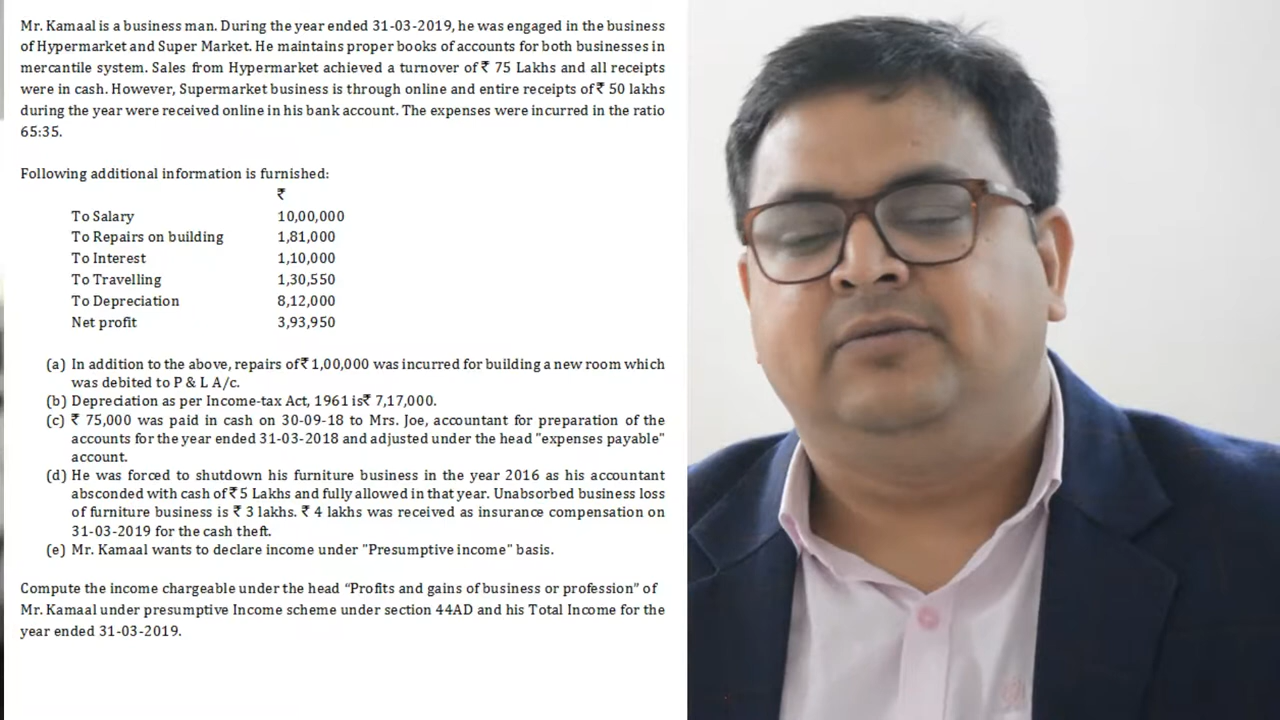 Mr. Kamaal is a business man. During the year ended 31-03-2019, he was engaged in the business
of Hypermarket and Super Market. He maintains proper books of accounts for both businesses in
mercantile system. Sales from Hypermarket achieved a turnover of ₹ 75 Lakhs and all receipts
were in cash. However, Supermarket business is through online and entire receipts of ₹ 50 lakhs
during the year were received online in his bank account. The expenses were incurred in the ratio
65:35.
Following additional information is furnished:
₹
To Salary 10,00,000
To Repairs on building 1,81,000
To Interest 1,10,000
To Travelling 1,30,550
To Depreciation 8,12,000
Net profit 3,93,950
(a) In addition to the above, repairs of ₹ 1,00,000 was incurred for building a new room which
was debited to P & L A/c.
(b) Depreciation as per Income-tax Act, 1961 is ₹ 7,17,000.
(c) ₹ 75,000 was paid in cash on 30-09-18 to Mrs. Joe, accountant for preparation of the
accounts for the year ended 31-03-2018 and adjusted under the head "expenses payable"
account.
(d) He was forced to shutdown his furniture business in the year 2016 as his accountant
absconded with cash of ₹ 5 Lakhs and fully allowed in that year. Unabsorbed business loss
of furniture business is ₹ 3 lakhs. ₹ 4 lakhs was received as insurance compensation on
31-03-2019 for the cash theft.
(e) Mr. Kamaal wants to declare income under "Presumptive income" basis.
Compute the income chargeable under the head “Profits and gains of business or profession” of
Mr. Kamaal under presumptive Income scheme under section 44AD and his Total Income for the
year ended 31-03-2019.